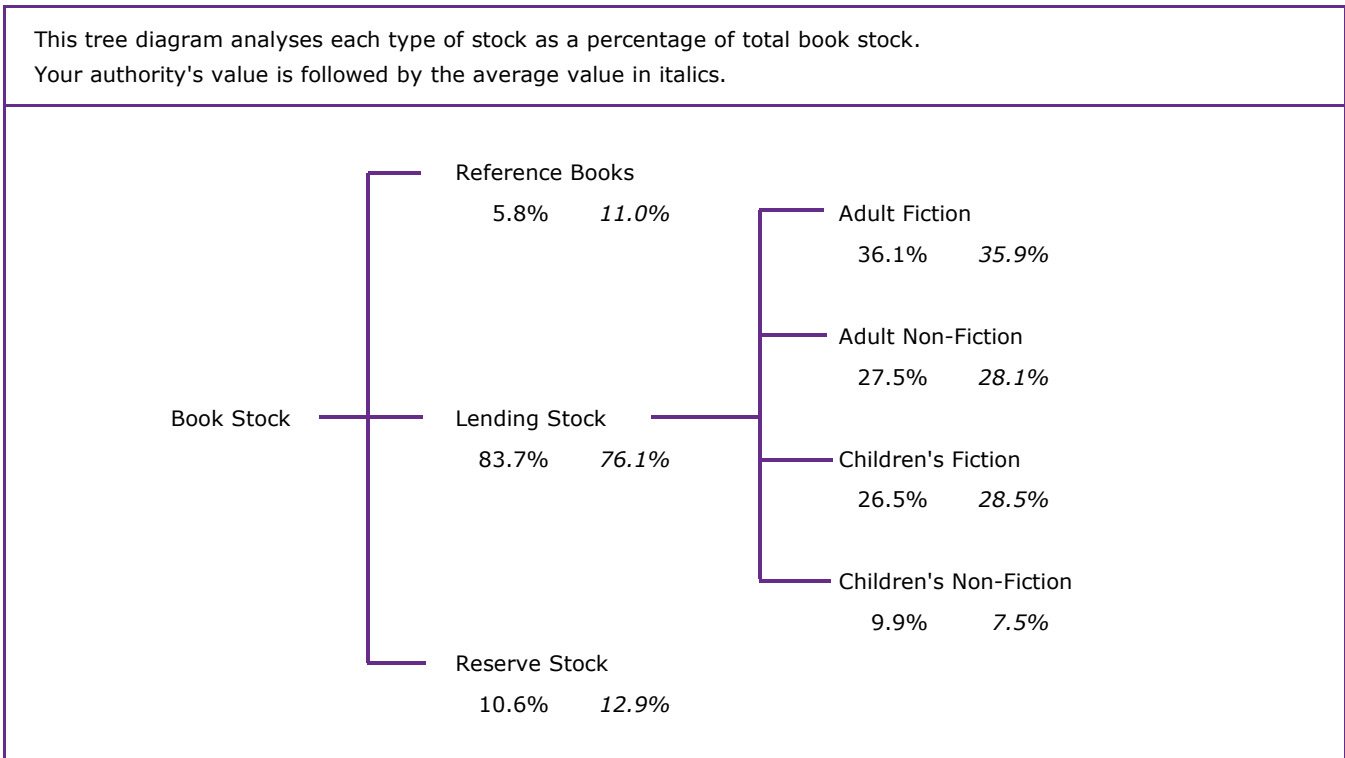 This tree diagram analyses each type of stock as a percentage of total book stock.
Your authority's value is followed by the average value in italics.
Reference Books
5.8% 11.0%
Adult Fiction
36.1% 35.9%
Adult Non-Fiction
27.5% 28.1%
Book Stock
Lending Stock
83.7% 76.1%
Children's Fiction
26.5% 28.5%
Children's Non-Fiction
9.9% 7.5%
Reserve Stock
10.6% 12.9%